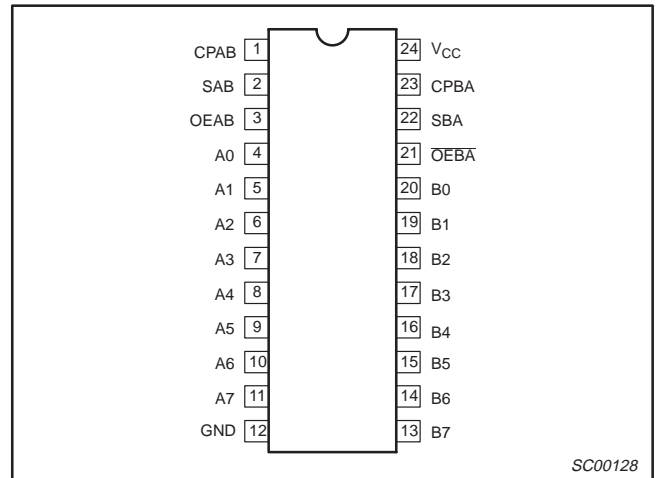 CPAB 1 24 VCC
SAB 2 23 CPBA
OEAB 3 22 SBA
A0 4 21 O̅E̅B̅A̅
A1 5 20 B0
A2 6 19 B1
A3 7 18 B2
A4 8 17 B3
A5 9 16 B4
A6 10 15 B5
A7 11 14 B6
GND 12 13 B7
SC00128